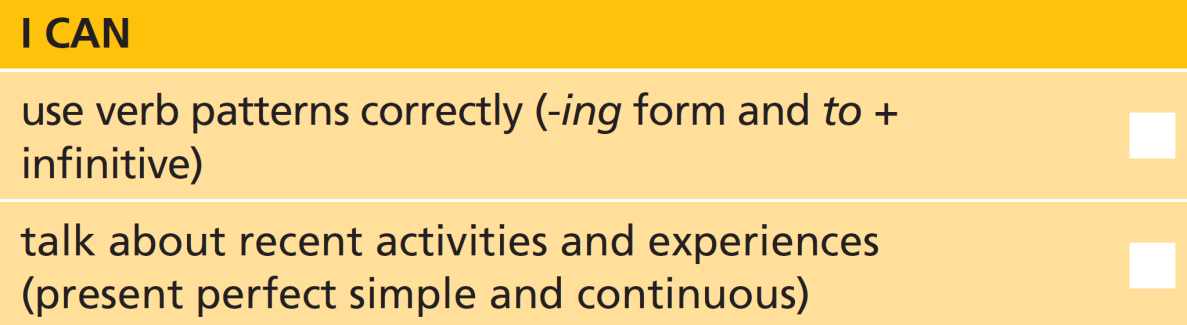 I CAN
use verb patterns correctly (-ing form and to +
infinitive)
talk about recent activities and experiences
(present perfect simple and continuous)